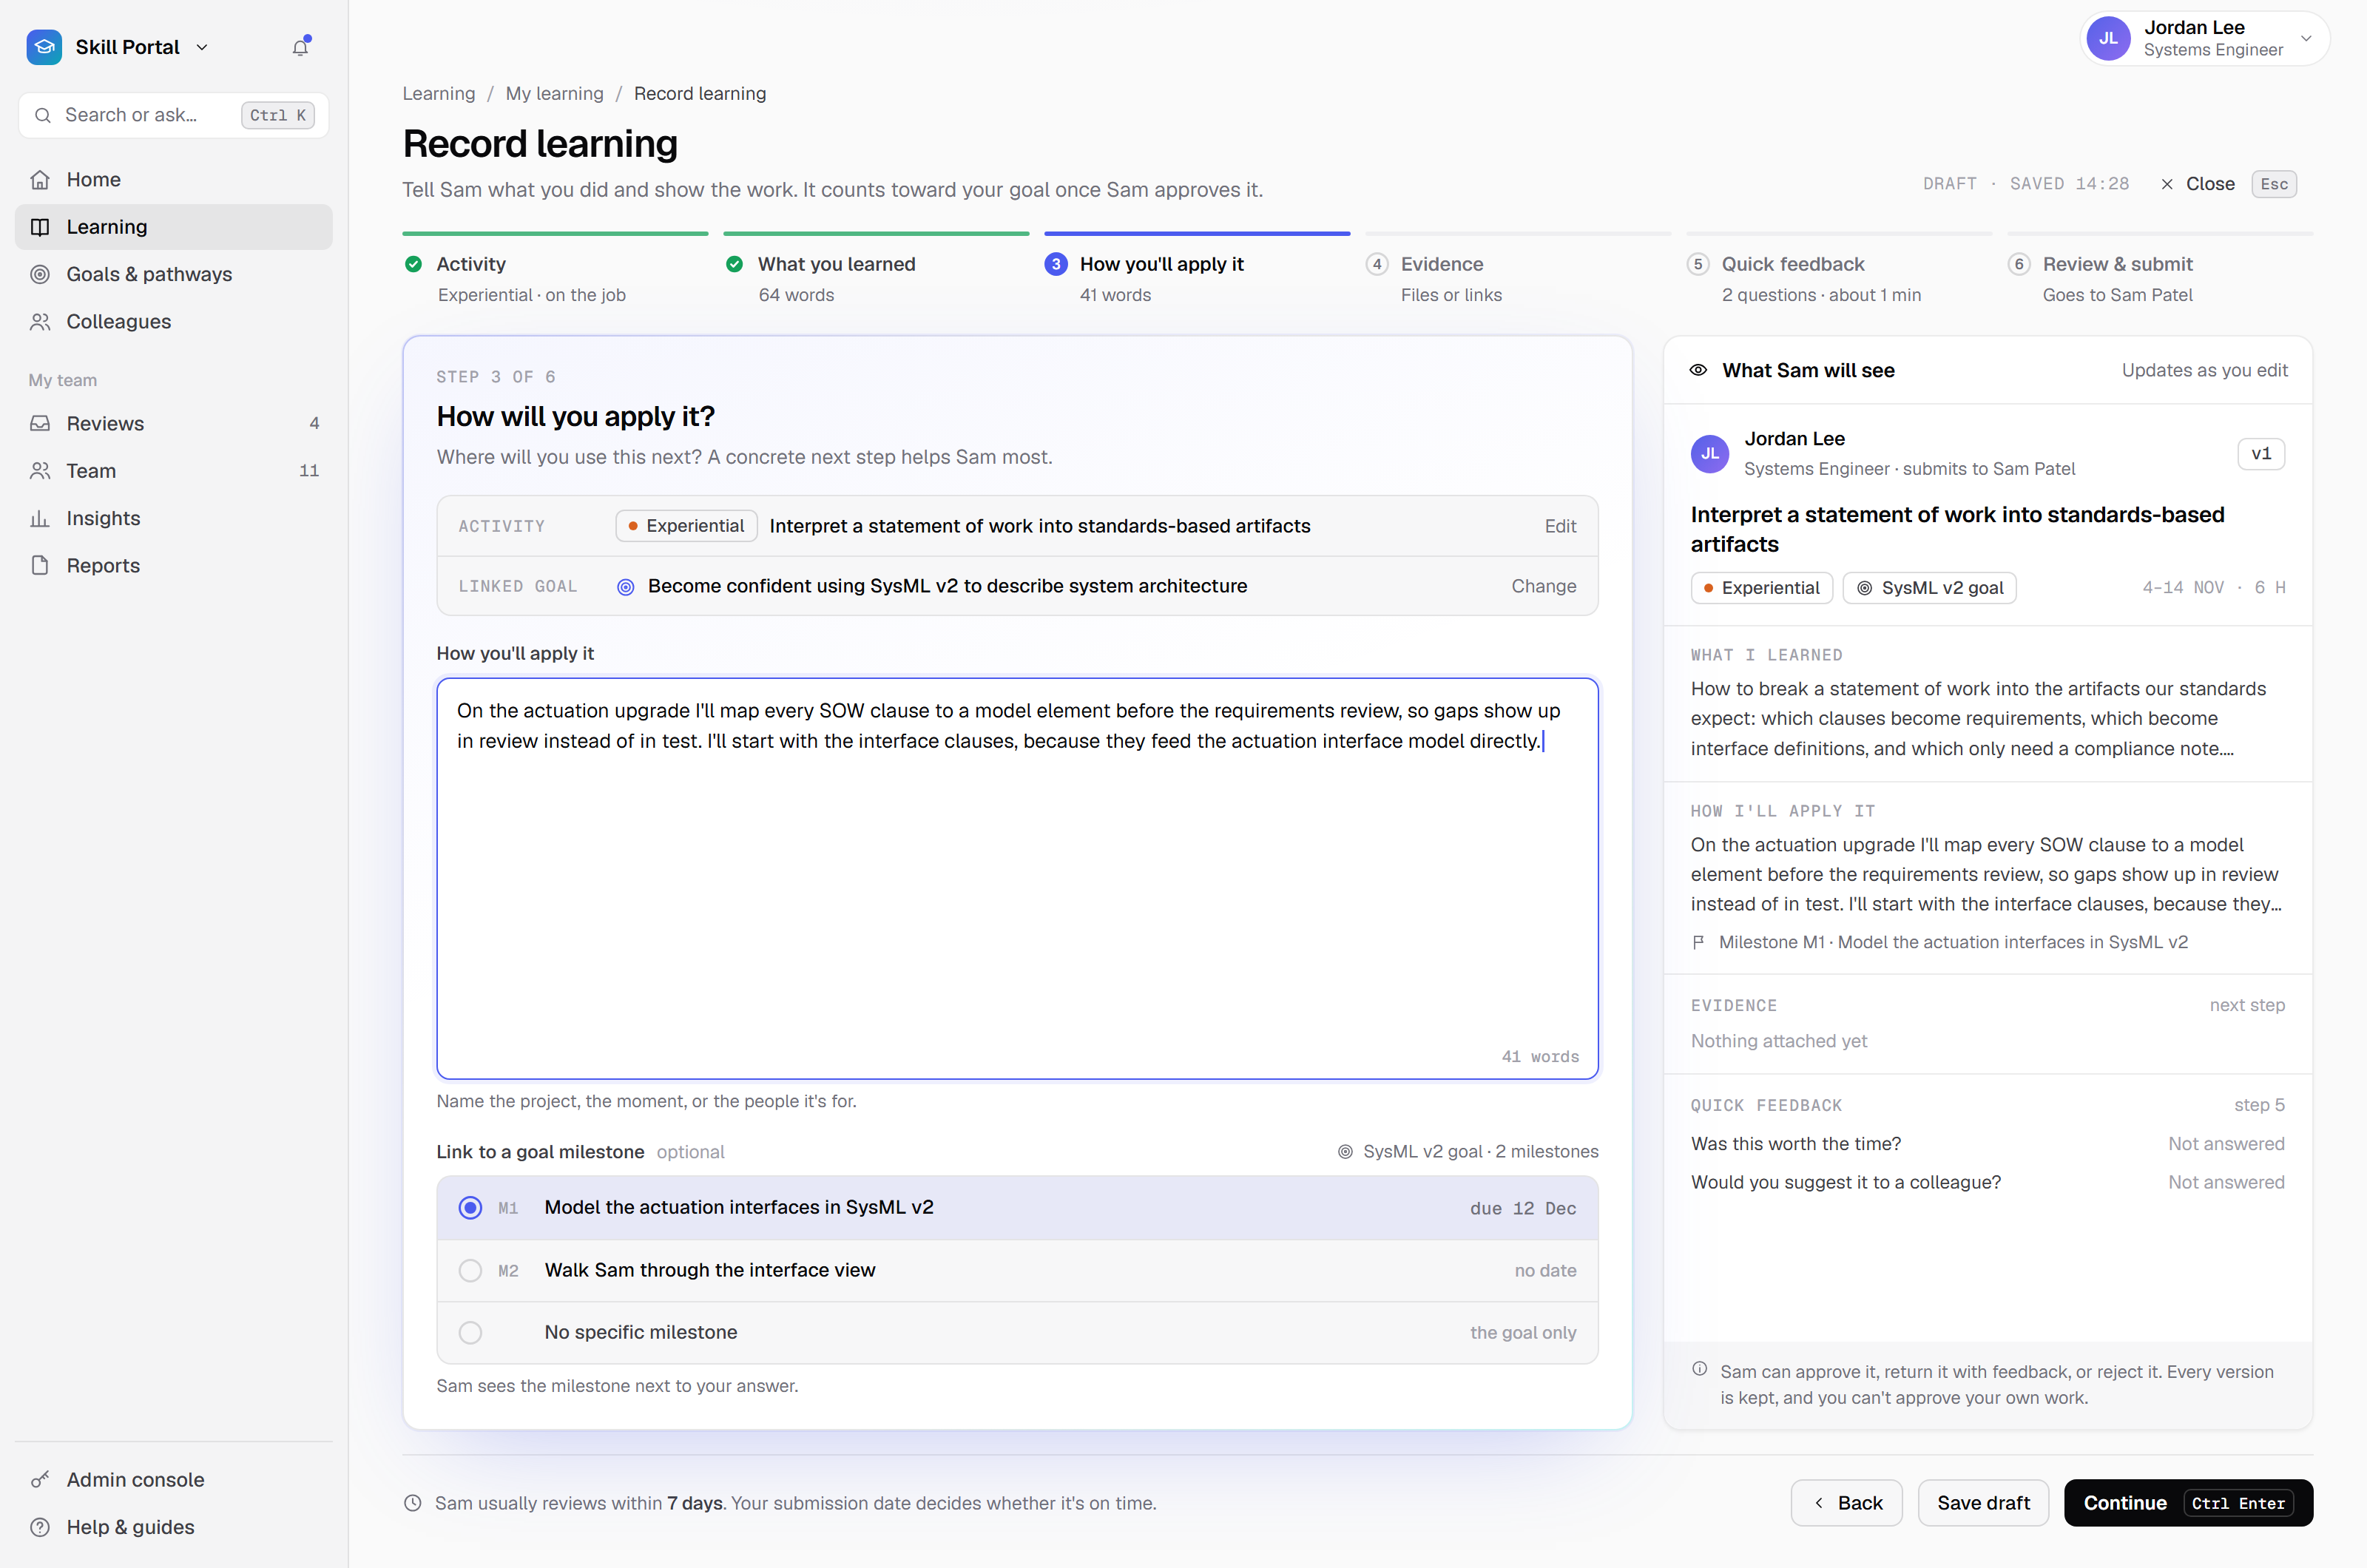 Skill Portal
Search or ask... Ctrl K
Home
Learning
Goals & pathways
Colleagues
My team
Reviews 4
Team 11
Insights
Reports
Admin console
Help & guides
JL Jordan Lee
Systems Engineer
Learning / My learning / Record learning
Record learning
Tell Sam what you did and show the work. It counts toward your goal once Sam approves it.
DRAFT · SAVED 14:28 Close Esc
Activity
Experiential · on the job
What you learned
64 words
3 How you'll apply it
41 words
4 Evidence
Files or links
5 Quick feedback
2 questions · about 1 min
6 Review & submit
Goes to Sam Patel
STEP 3 OF 6
How will you apply it?
Where will you use this next? A concrete next step helps Sam most.
ACTIVITY Experiential Interpret a statement of work into standards-based artifacts Edit
LINKED GOAL Become confident using SysML v2 to describe system architecture Change
How you'll apply it
On the actuation upgrade I'll map every SOW clause to a model element before the requirements review, so gaps show up
in review instead of in test. I'll start with the interface clauses, because they feed the actuation interface model directly.
41 words
Name the project, the moment, or the people it's for.
Link to a goal milestone optional SysML v2 goal · 2 milestones
M1 Model the actuation interfaces in SysML v2 due 12 Dec
M2 Walk Sam through the interface view no date
No specific milestone the goal only
Sam sees the milestone next to your answer.
What Sam will see Updates as you edit
JL Jordan Lee
Systems Engineer · submits to Sam Patel v1
Interpret a statement of work into standards-based
artifacts
Experiential SysML v2 goal 4–14 NOV · 6 H
WHAT I LEARNED
How to break a statement of work into the artifacts our standards
expect: which clauses become requirements, which become
interface definitions, and which only need a compliance note....
HOW I'LL APPLY IT
On the actuation upgrade I'll map every SOW clause to a model
element before the requirements review, so gaps show up in review
instead of in test. I'll start with the interface clauses, because they...
Milestone M1 · Model the actuation interfaces in SysML v2
EVIDENCE next step
Nothing attached yet
QUICK FEEDBACK step 5
Was this worth the time? Not answered
Would you suggest it to a colleague? Not answered
Sam can approve it, return it with feedback, or reject it. Every version
is kept, and you can't approve your own work.
Sam usually reviews within 7 days. Your submission date decides whether it's on time.
Back Save draft Continue Ctrl Enter